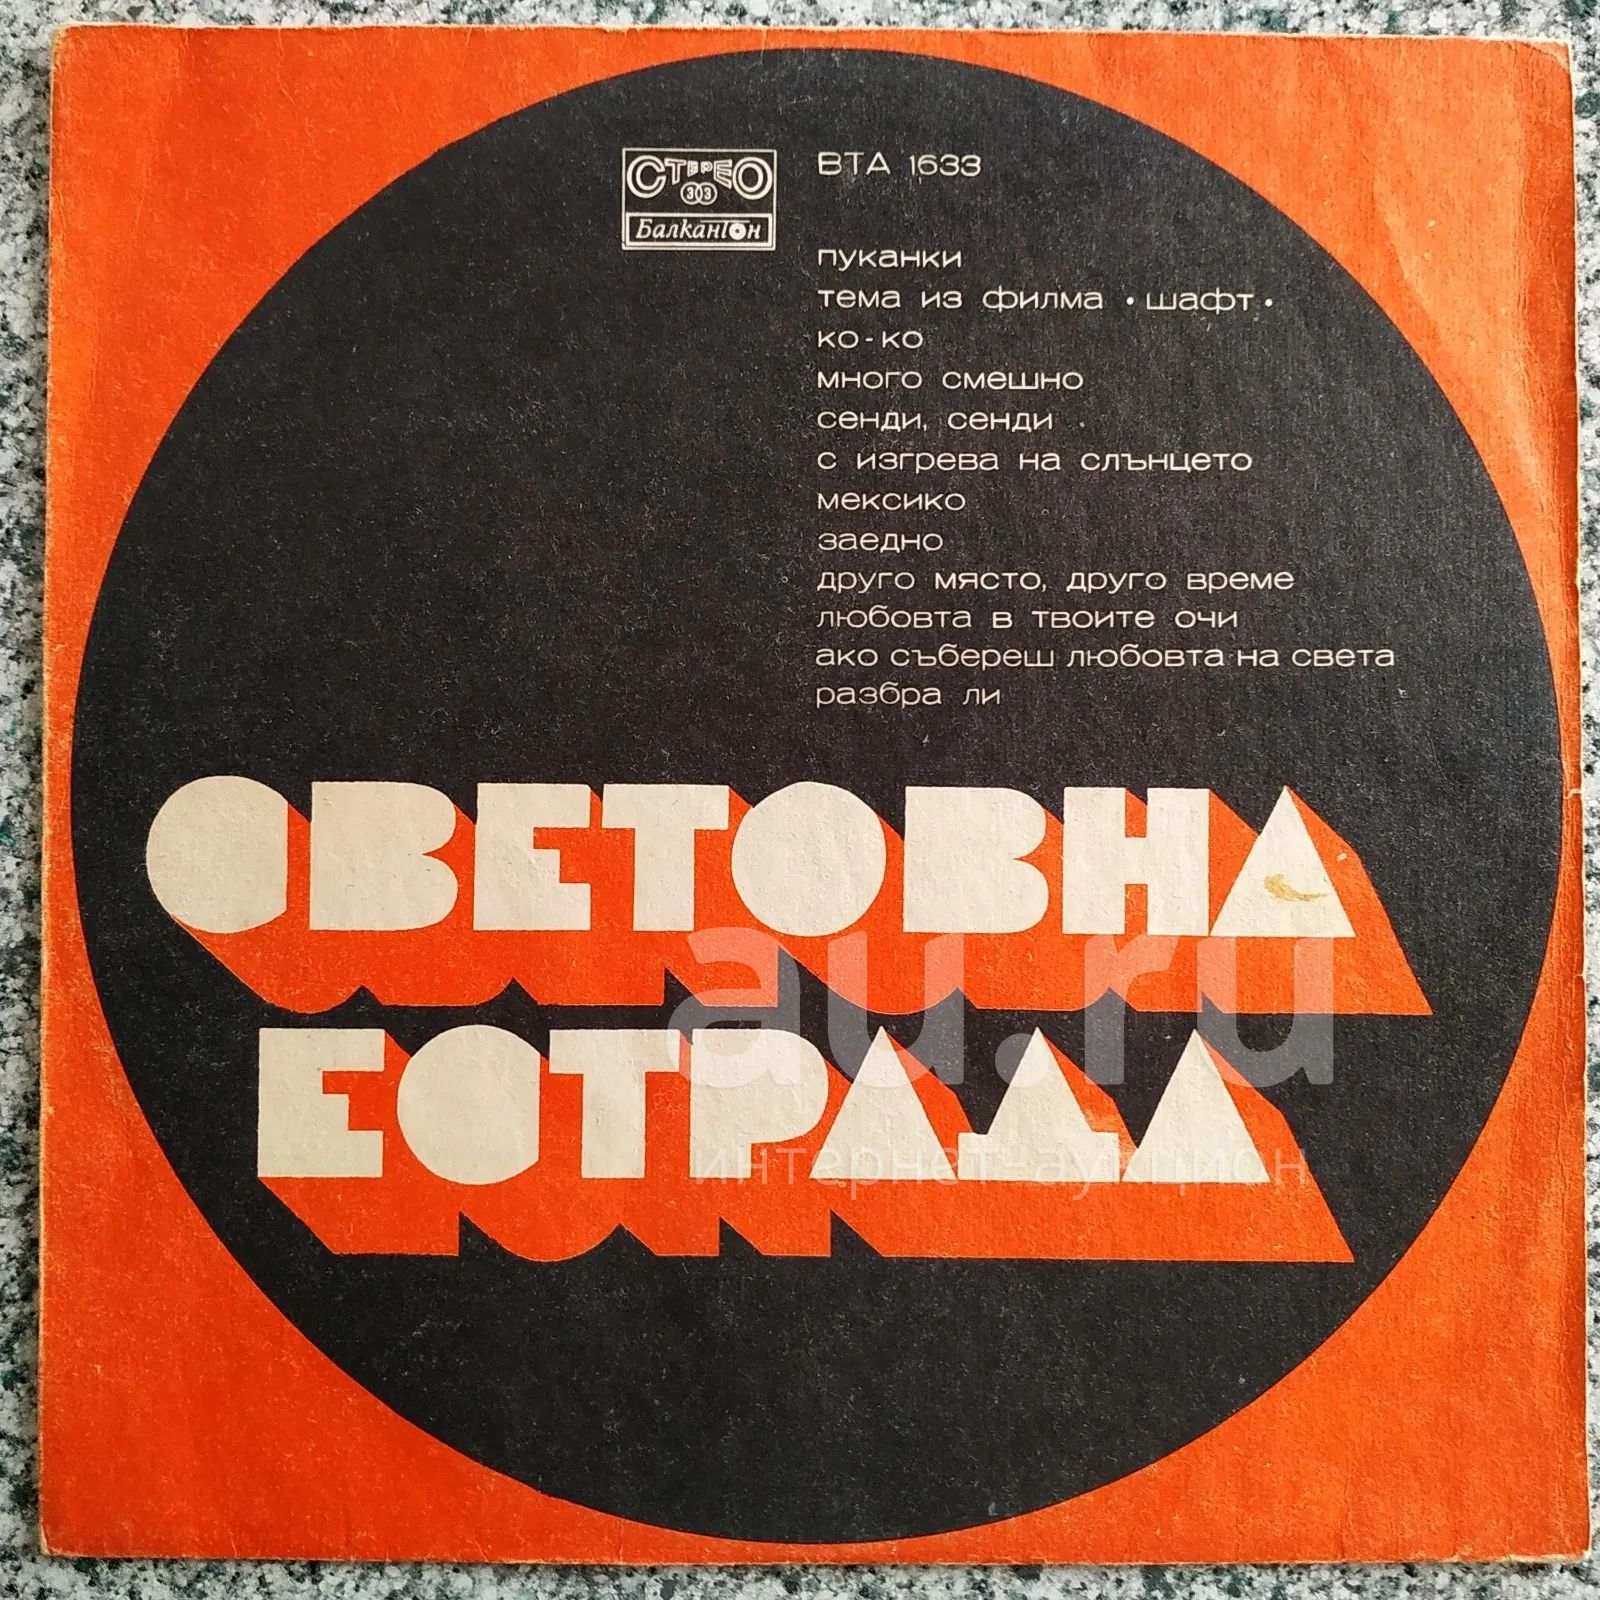 СТЕРЕО
33
Балкантон
ВТА 1633
пуканки
тема из филма • шафт •
ко-ко
много смешно
сенди, сенди
с изгрева на слънцето
мексико
заедно
друго място, друго време
любовта в твоите очи
ако събереш любовта на света
разбра ли
СВЕТОВНА
ЕСТРАДА
au.ru
интернет-аукцион